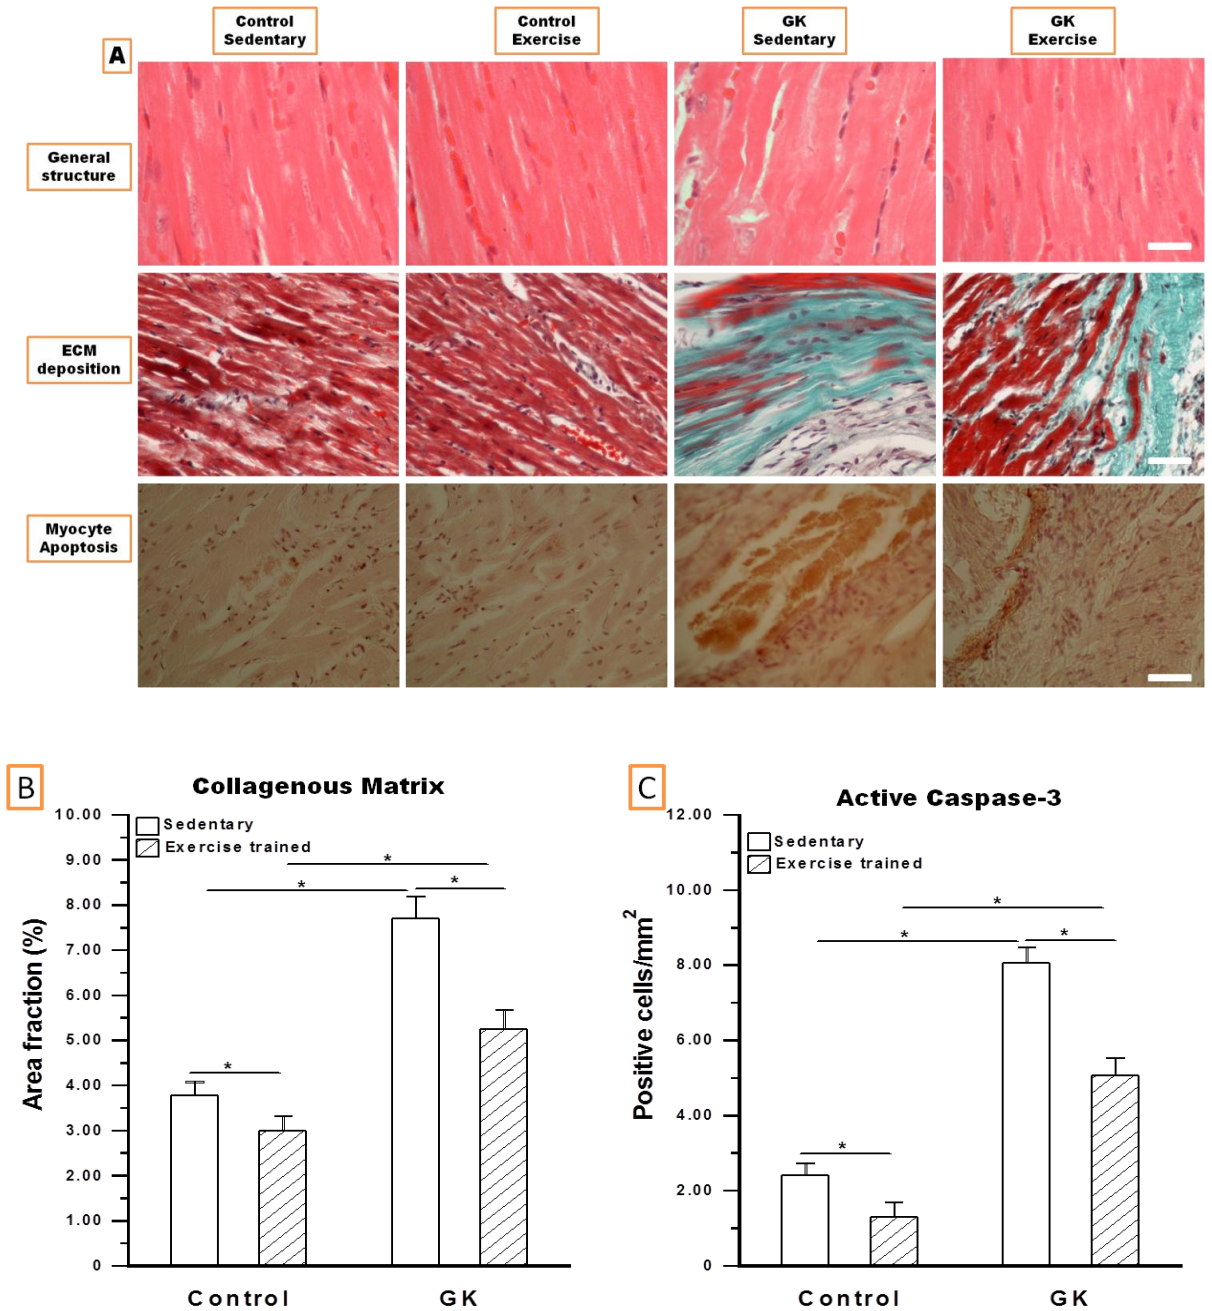 Control
Sedentary
Control
Exercise
GK
Sedentary
GK
Exercise
A
General
structure
ECM
deposition
Myocyte
Apoptosis
B
Collagenous Matrix
Sedentary
Exercise trained
Area fraction (%)
10.00
9.00
8.00
7.00
6.00
5.00
4.00
3.00
2.00
1.00
0
*
*
*
*
Control
GK
C
Active Caspase-3
Sedentary
Exercise trained
Positive cells/mm²
12.00
10.00
8.00
6.00
4.00
2.00
0
*
*
*
*
Control
GK